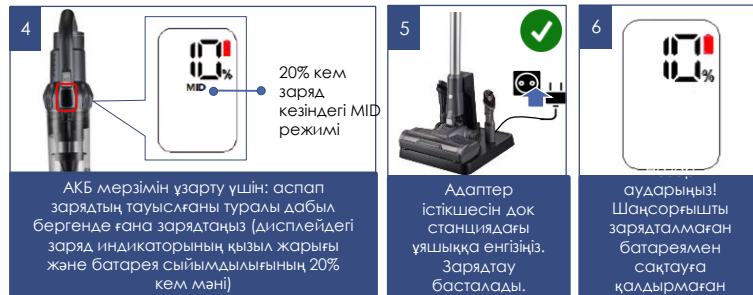 4
10%
MID
20% кем
заряд
кезіндегі MID
режимі
АКБ мерзімін ұзарту үшін: аспап
зарядтың таусылғаны туралы дабыл
бергенде ғана зарядтаңыз (дисплейдегі
заряд индикаторының қызыл жарығы
және батарея сыйымдылығының 20%
кем мәні)
5
Адаптер
істікшесін док
станциядағы
ұяшыққа енгізіңіз.
Зарядтау
басталады.
6
10%
аударыңыз!
Шаңсорғышты
зарядталмаған
батареямен
сақтауға
қалдырмаған